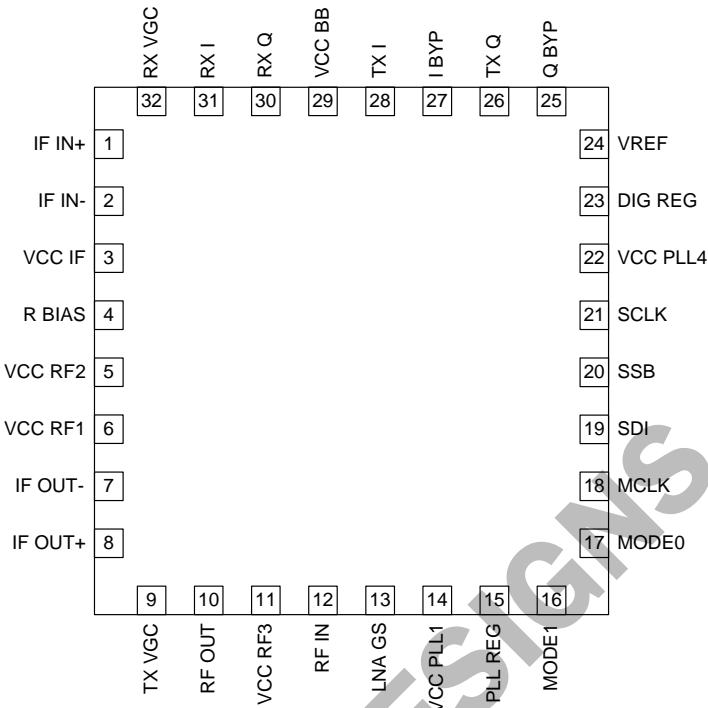 RX VGC
RX I
RX Q
VCC BB
TX I
I BYP
TX Q
Q BYP
32 31 30 29 28 27 26 25
IF IN+ 1
IF IN- 2
VCC IF 3
R BIAS 4
VCC RF2 5
VCC RF1 6
IF OUT- 7
IF OUT+ 8
24 VREF
23 DIG REG
22 VCC PLL4
21 SCLK
20 SSB
19 SDI
18 MCLK
17 MODE0
9 10 11 12 13 14 15 16
TX VGC
RF OUT
VCC RF3
RF IN
LNA GS
VCC PLL1
PLL REG
MODE1
ESIGNS